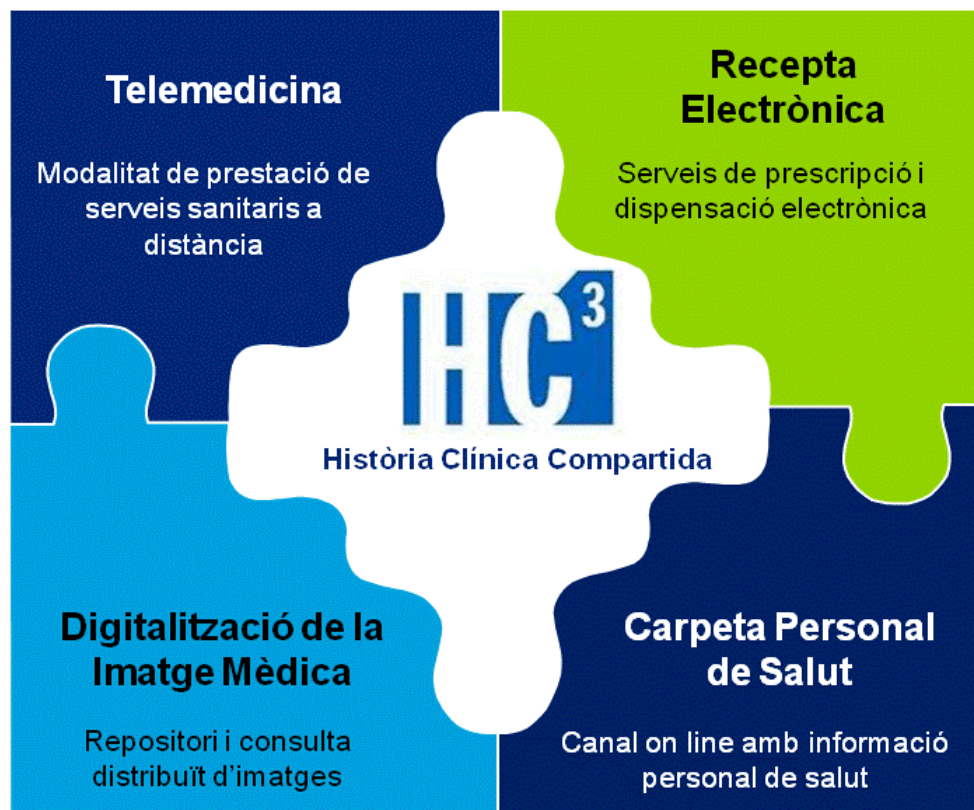 Telemedicina
Modalitat de prestació de
serveis sanitaris a
distància
Recepta
Electrònica
Serveis de prescripció i
dispensació electrònica
HC³
Història Clínica Compartida
Digitalització de la
Imatge Mèdica
Repositori i consulta
distribuït d'imatges
Carpeta Personal
de Salut
Canal on line amb informació
personal de salut